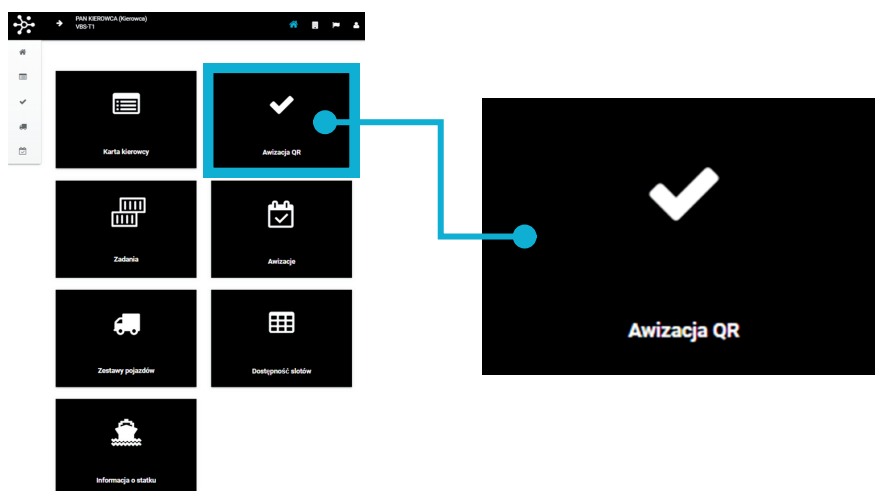 PAN KIEROWCA (Kierowca)
VBS-T1
Karta kierowcy
Awizacja QR
Zadania
Awizacje
Zestawy pojazdów
Dostępność slotów
Informacja o statku
Awizacja QR